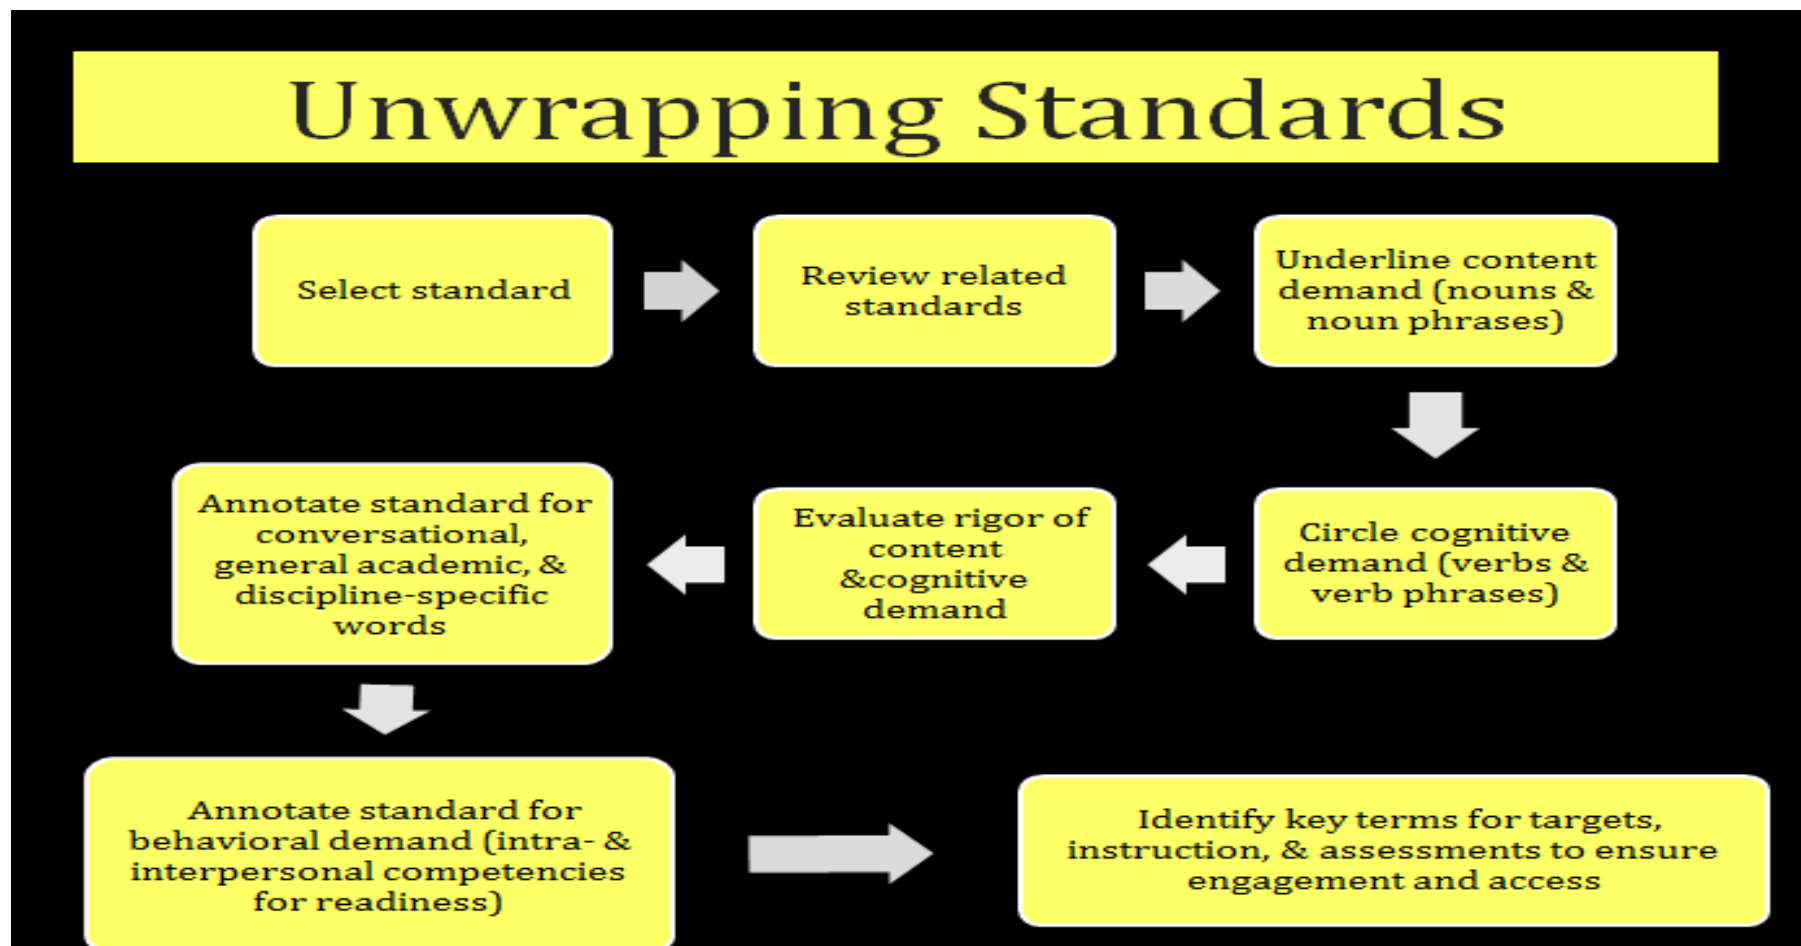 Unwrapping Standards
Select standard
Review related
standards
Underline content
demand (nouns &
noun phrases)
Circle cognitive
demand (verbs &
verb phrases)
Evaluate rigor of
content
&cognitive
demand
Annotate standard for
conversational,
general academic, &
discipline-specific
words
Annotate standard for
behavioral demand (intra- &
interpersonal competencies
for readiness)
Identify key terms for targets,
instruction, & assessments to ensure
engagement and access